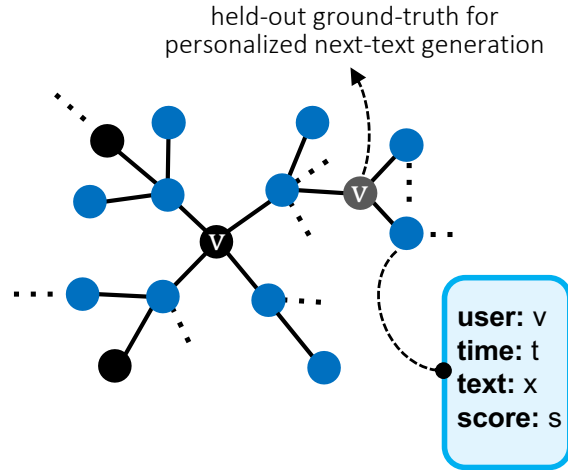 held-out ground-truth for
personalized next-text generation
V
V
user: v
time: t
text: x
score: s